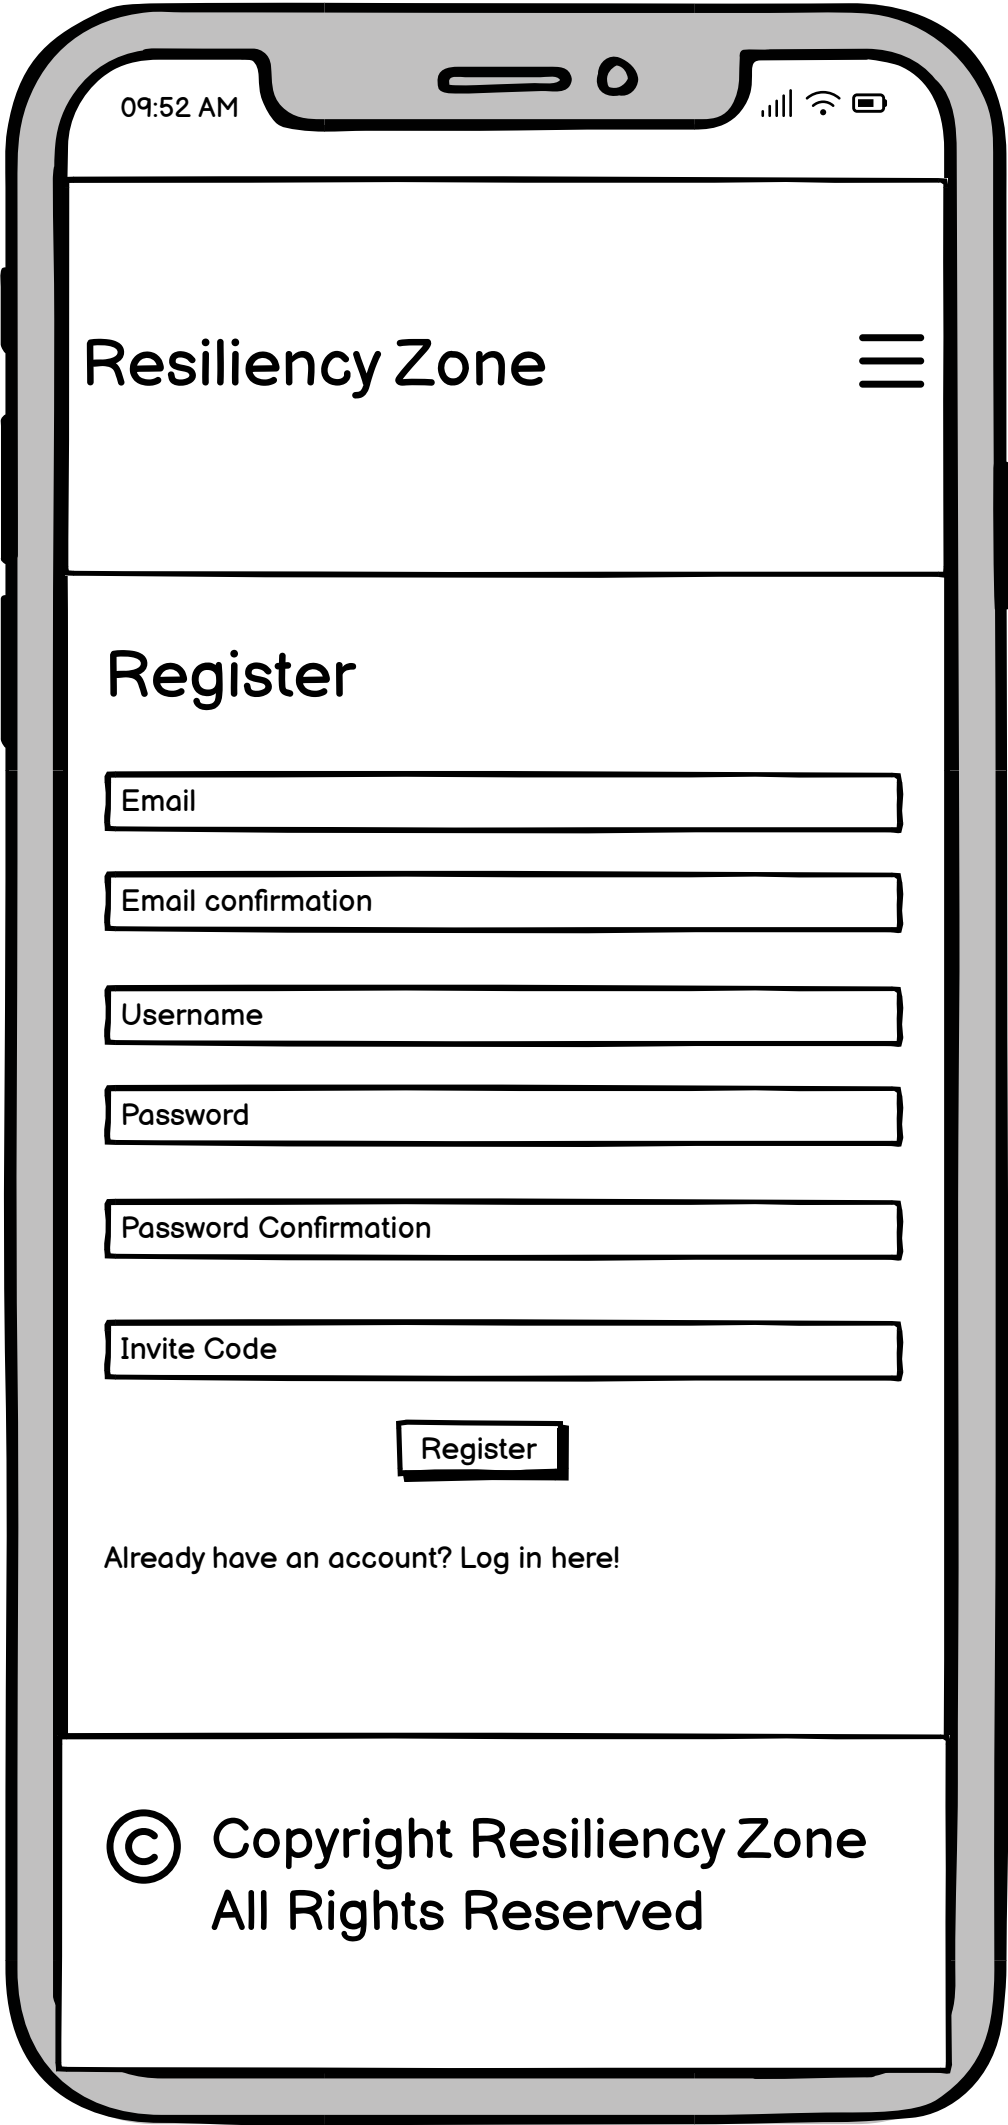 09:52 AM
Resiliency Zone
Register
Email
Email confirmation
Username
Password
Password Confirmation
Invite Code
Register
Already have an account? Log in here!
© Copyright Resiliency Zone
All Rights Reserved